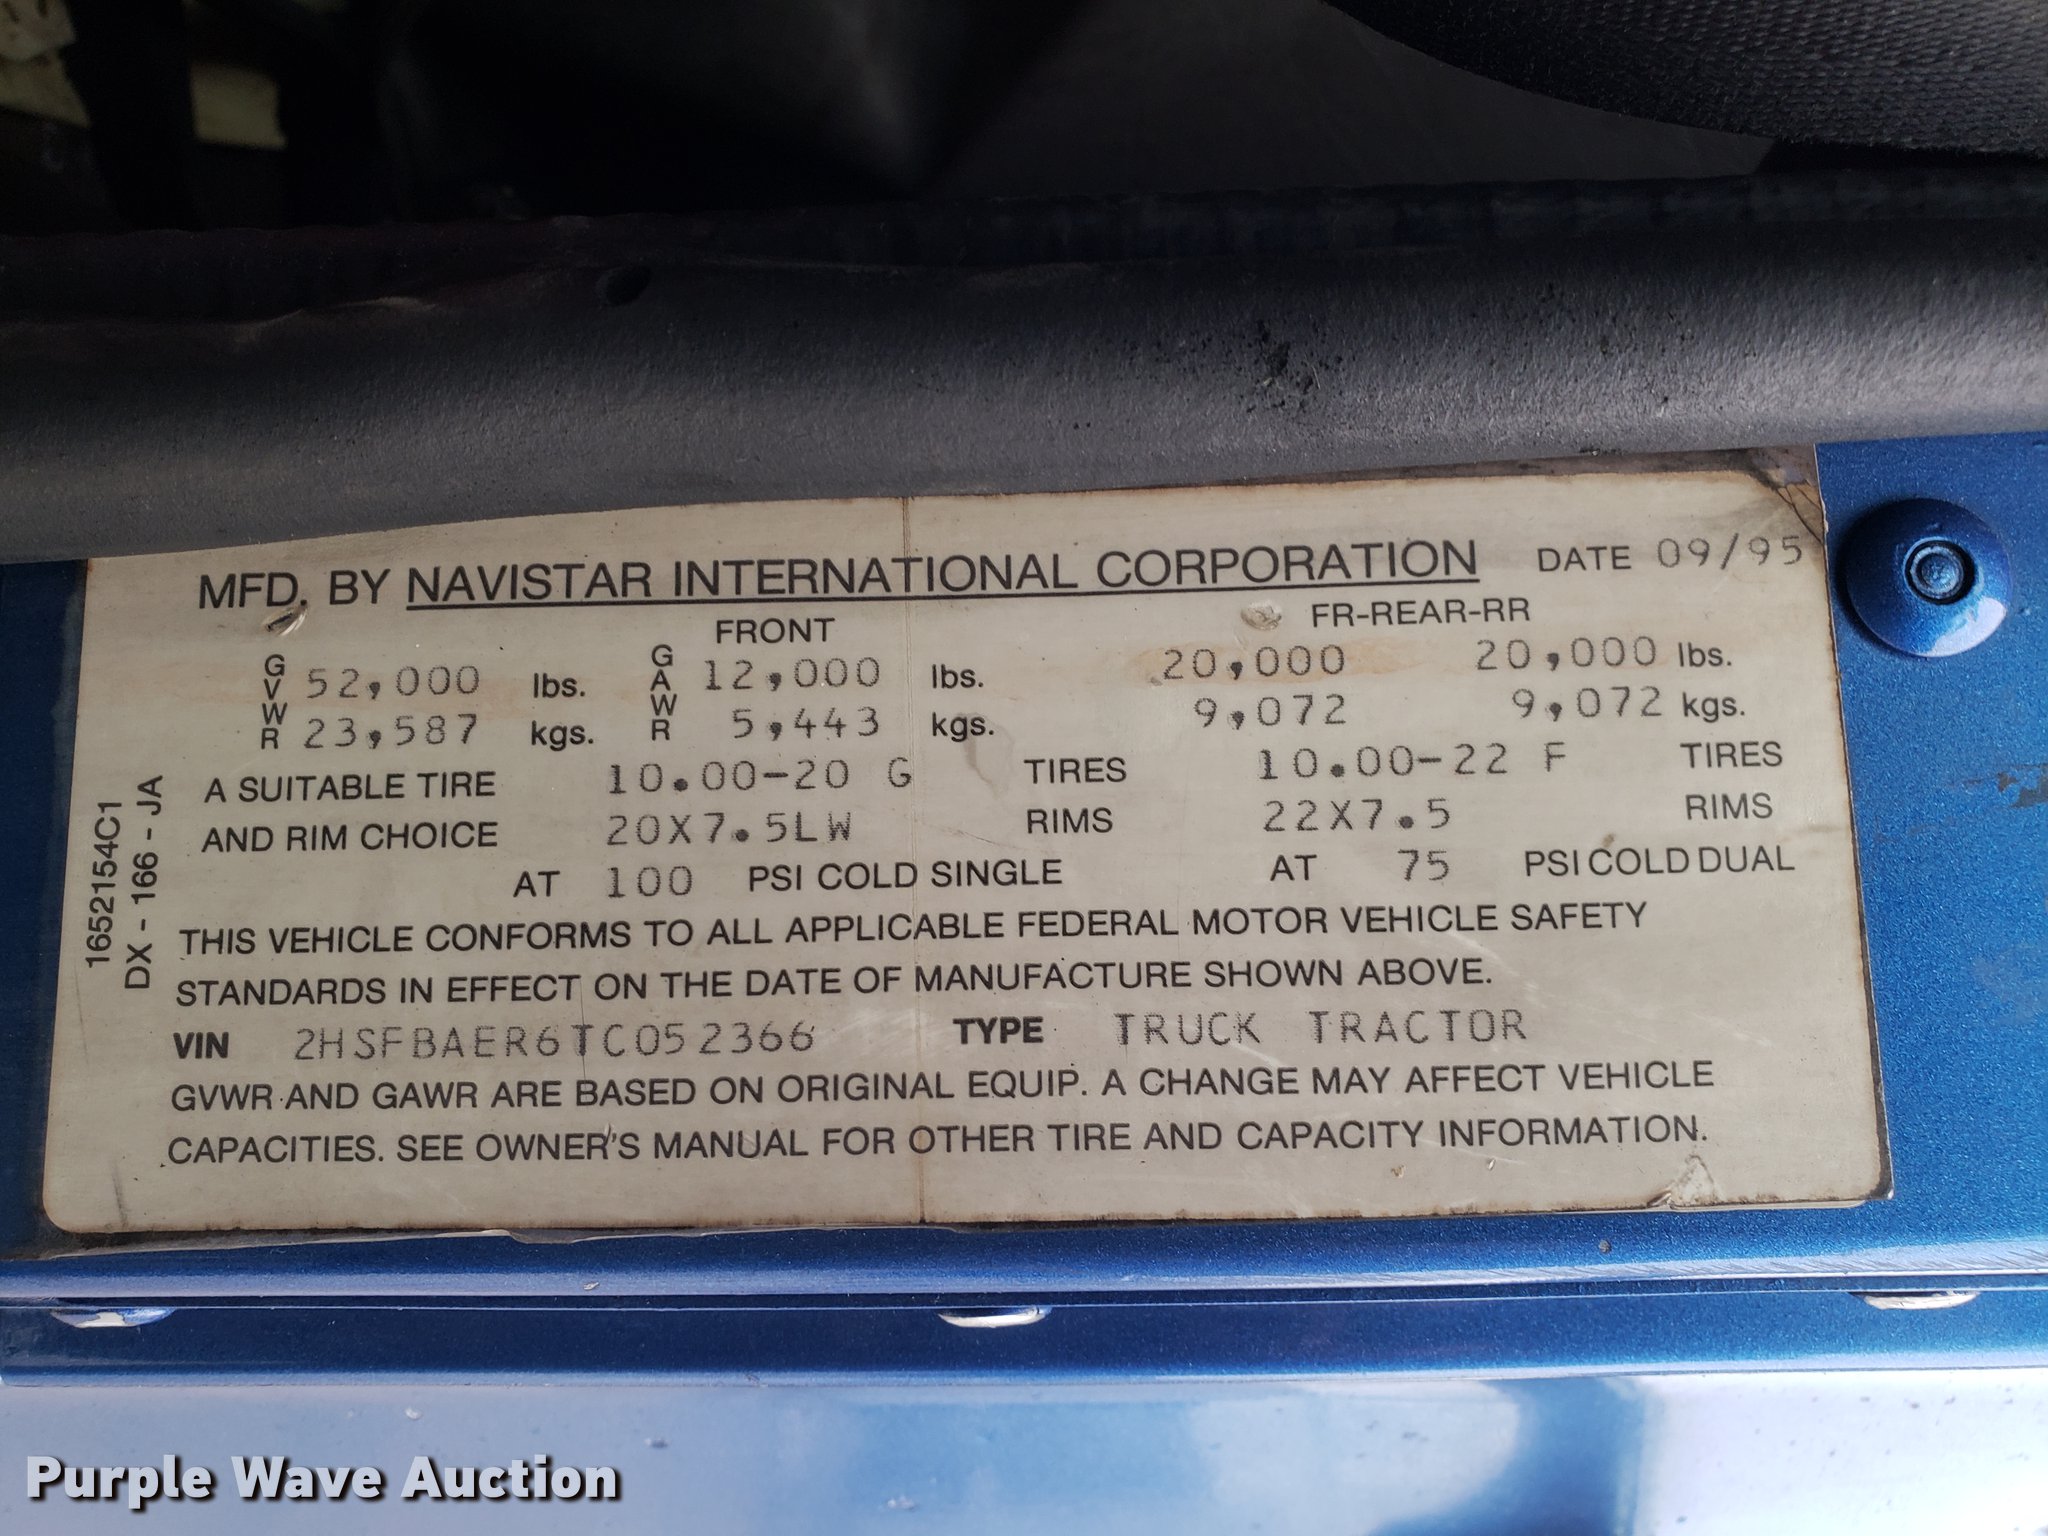 MFD. BY NAVISTAR INTERNATIONAL CORPORATION DATE 09/95
FRONT FR-REAR-RR
GVWR 52,000 lbs. GAWR 12,000 lbs. 20,000 20,000 lbs.
23,587 kgs. 5,443 kgs. 9,072 9,072 kgs.
A SUITABLE TIRE 10.00-20 G TIRES 10.00-22 F TIRES
AND RIM CHOICE 20X7.5LW RIMS 22X7.5 RIMS
AT 100 PSI COLD SINGLE AT 75 PSI COLD DUAL
THIS VEHICLE CONFORMS TO ALL APPLICABLE FEDERAL MOTOR VEHICLE SAFETY
STANDARDS IN EFFECT ON THE DATE OF MANUFACTURE SHOWN ABOVE.
VIN 2HSFBAER6TC052366 TYPE TRUCK TRACTOR
GVWR AND GAWR ARE BASED ON ORIGINAL EQUIP. A CHANGE MAY AFFECT VEHICLE
CAPACITIES. SEE OWNER'S MANUAL FOR OTHER TIRE AND CAPACITY INFORMATION.
1652154C1
DX - 166 - JA
Purple Wave Auction